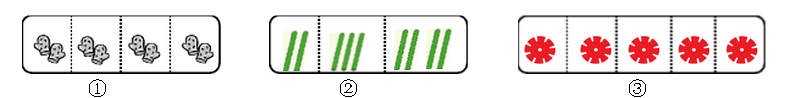 ① ② ③